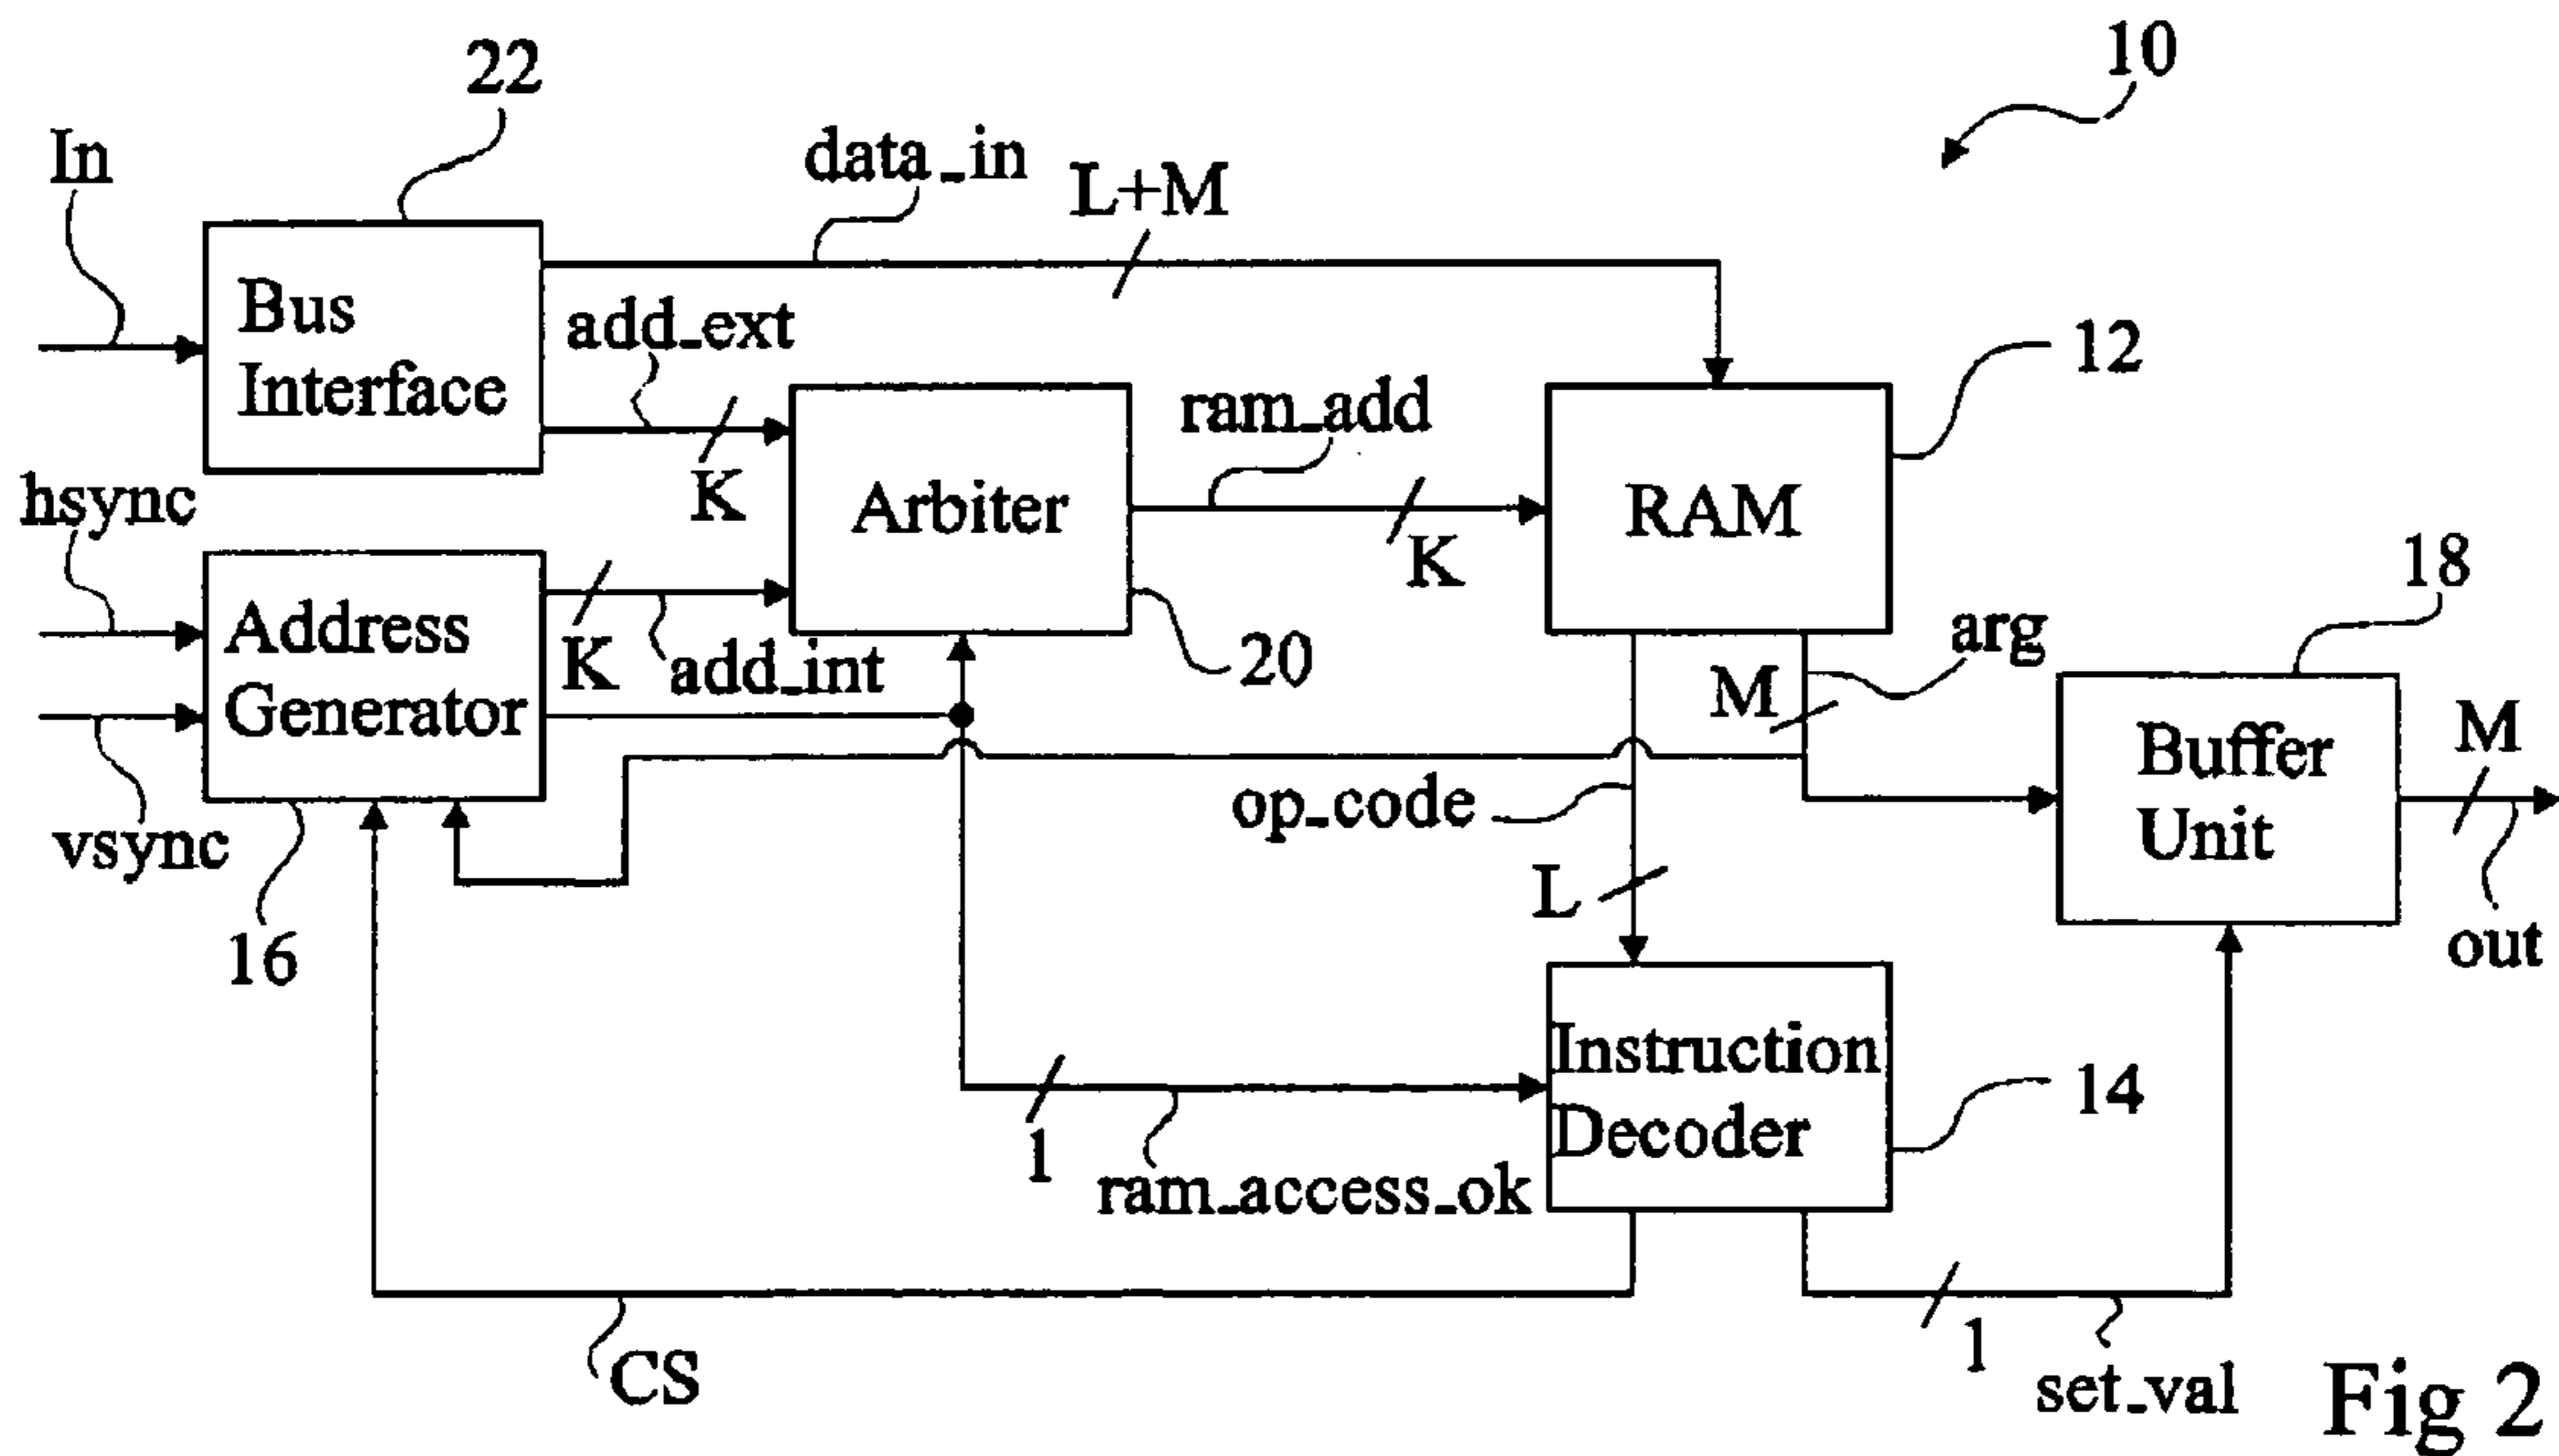 22
10
In
data_in
L+M
Bus
Interface
add_ext
K
12
ram_add
K
Arbiter
RAM
hsync
18
Address
Generator
K
add_int
20
arg
M
Buffer
Unit
M
vsync
op_code
L
16
out
Instruction
Decoder
14
1
ram_access_ok
CS
1
set_val
Fig 2